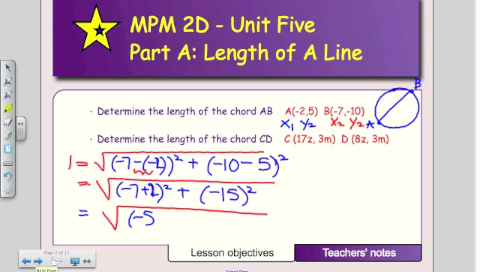 MPM 2D - Unit Five
Part A: Length of A Line
B
· Determine the length of the chord AB A(-2,5) B(-7,-10)
X₁ Y₂ X₂ Y₂ A
· Determine the length of the chord CD C (17z, 3m) D (8z, 3m)
l = √(-7-(-2))² + (-10-5)²
= √(-7+2)² + (-15)²
= √(-5
Lesson objectives
Teachers' notes